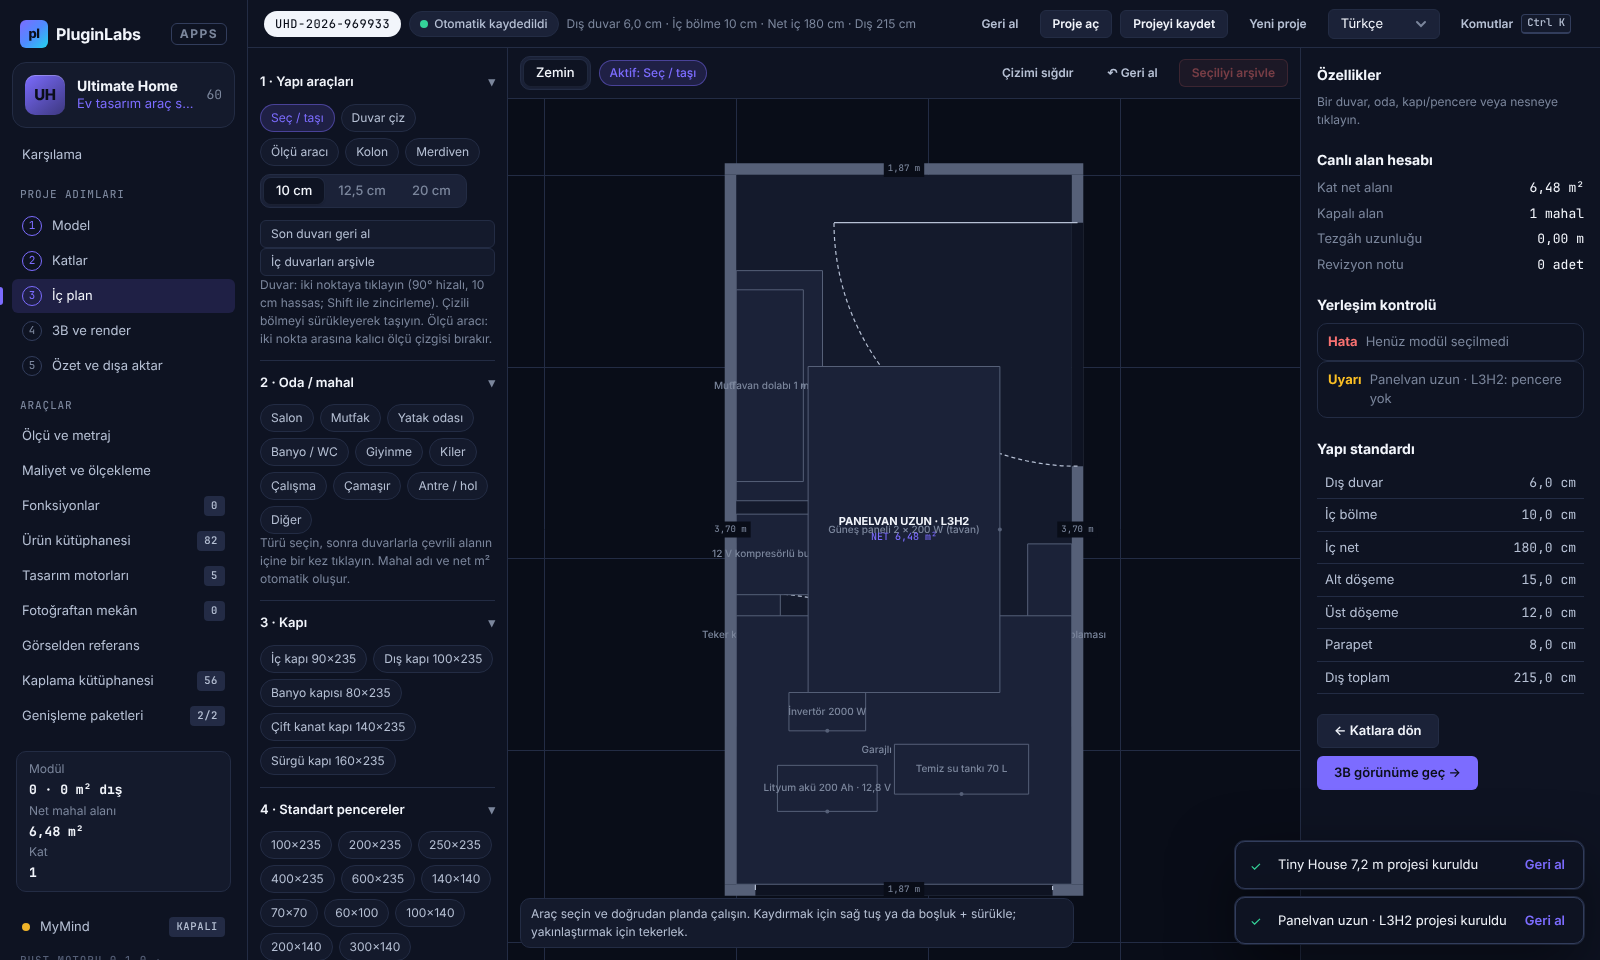 pl PluginLabs APPS
UH Ultimate Home
Ev tasarım araç s... 60
Karşılama
PROJE ADIMLARI
1 Model
2 Katlar
3 İç plan
4 3B ve render
5 Özet ve dışa aktar
ARAÇLAR
Ölçü ve metraj
Maliyet ve ölçekleme
Fonksiyonlar 0
Ürün kütüphanesi 82
Tasarım motorları 5
Fotoğraftan mekân 0
Görselden referans
Kaplama kütüphanesi 56
Genişleme paketleri 2/2
Modül
0 · 0 m² dış
Net mahal alanı
6,48 m²
Kat
1
MyMind KAPALI
UHD-2026-969933 Otomatik kaydedildi Dış duvar 6,0 cm · İç bölme 10 cm · Net iç 180 cm · Dış 215 cm Geri al Proje aç Projeyi kaydet Yeni proje Türkçe Komutlar Ctrl K
1 · Yapı araçları ▾
Seç / taşı Duvar çiz
Ölçü aracı Kolon Merdiven
10 cm 12,5 cm 20 cm
Son duvarı geri al
İç duvarları arşivle
Duvar: iki noktaya tıklayın (90° hizalı, 10
cm hassas; Shift ile zincirleme). Çizili
bölmeyi sürükleyerek taşıyın. Ölçü aracı:
iki nokta arasına kalıcı ölçü çizgisi bırakır.
2 · Oda / mahal ▾
Salon Mutfak Yatak odası
Banyo / WC Giyinme Kiler
Çalışma Çamaşır Antre / hol
Diğer
Türü seçin, sonra duvarlarla çevrili alanın
içine bir kez tıklayın. Mahal adı ve net m²
otomatik oluşur.
3 · Kapı ▾
İç kapı 90×235 Dış kapı 100×235
Banyo kapısı 80×235
Çift kanat kapı 140×235
Sürgü kapı 160×235
4 · Standart pencereler ▾
100×235 200×235 250×235
400×235 600×235 140×140
70×70 60×100 100×140
200×140 300×140
Zemin Aktif: Seç / taşı Çizimi sığdır ↶ Geri al Seçiliyi arşivle
1,87 m
dolabı 1 m
PANELVAN UZUN · L3H2
Güneş paneli 2 × 200 W (tavan)
NET 6,48 m²
3,70 m
3,70 m
12 V kompresörlü bu
Teker k
laması
İnvertör 2000 W
Garajlı
Temiz su tankı 70 L
Lityum akü 200 Ah · 12,8 V
1,87 m
Araç seçin ve doğrudan planda çalışın. Kaydırmak için sağ tuş ya da boşluk + sürükle;
yakınlaştırmak için tekerlek.
Özellikler
Bir duvar, oda, kapı/pencere veya nesneye
tıklayın.
Canlı alan hesabı
Kat net alanı 6,48 m²
Kapalı alan 1 mahal
Tezgâh uzunluğu 0,00 m
Revizyon notu 0 adet
Yerleşim kontrolü
Hata Henüz modül seçilmedi
Uyarı Panelvan uzun · L3H2: pencere
yok
Yapı standardı
Dış duvar 6,0 cm
İç bölme 10,0 cm
İç net 180,0 cm
Alt döşeme 15,0 cm
Üst döşeme 12,0 cm
Parapet 8,0 cm
Dış toplam 215,0 cm
← Katlara dön
3B görünüme geç →
✓ Tiny House 7,2 m projesi kuruldu Geri al
✓ Panelvan uzun · L3H2 projesi kuruldu Geri al